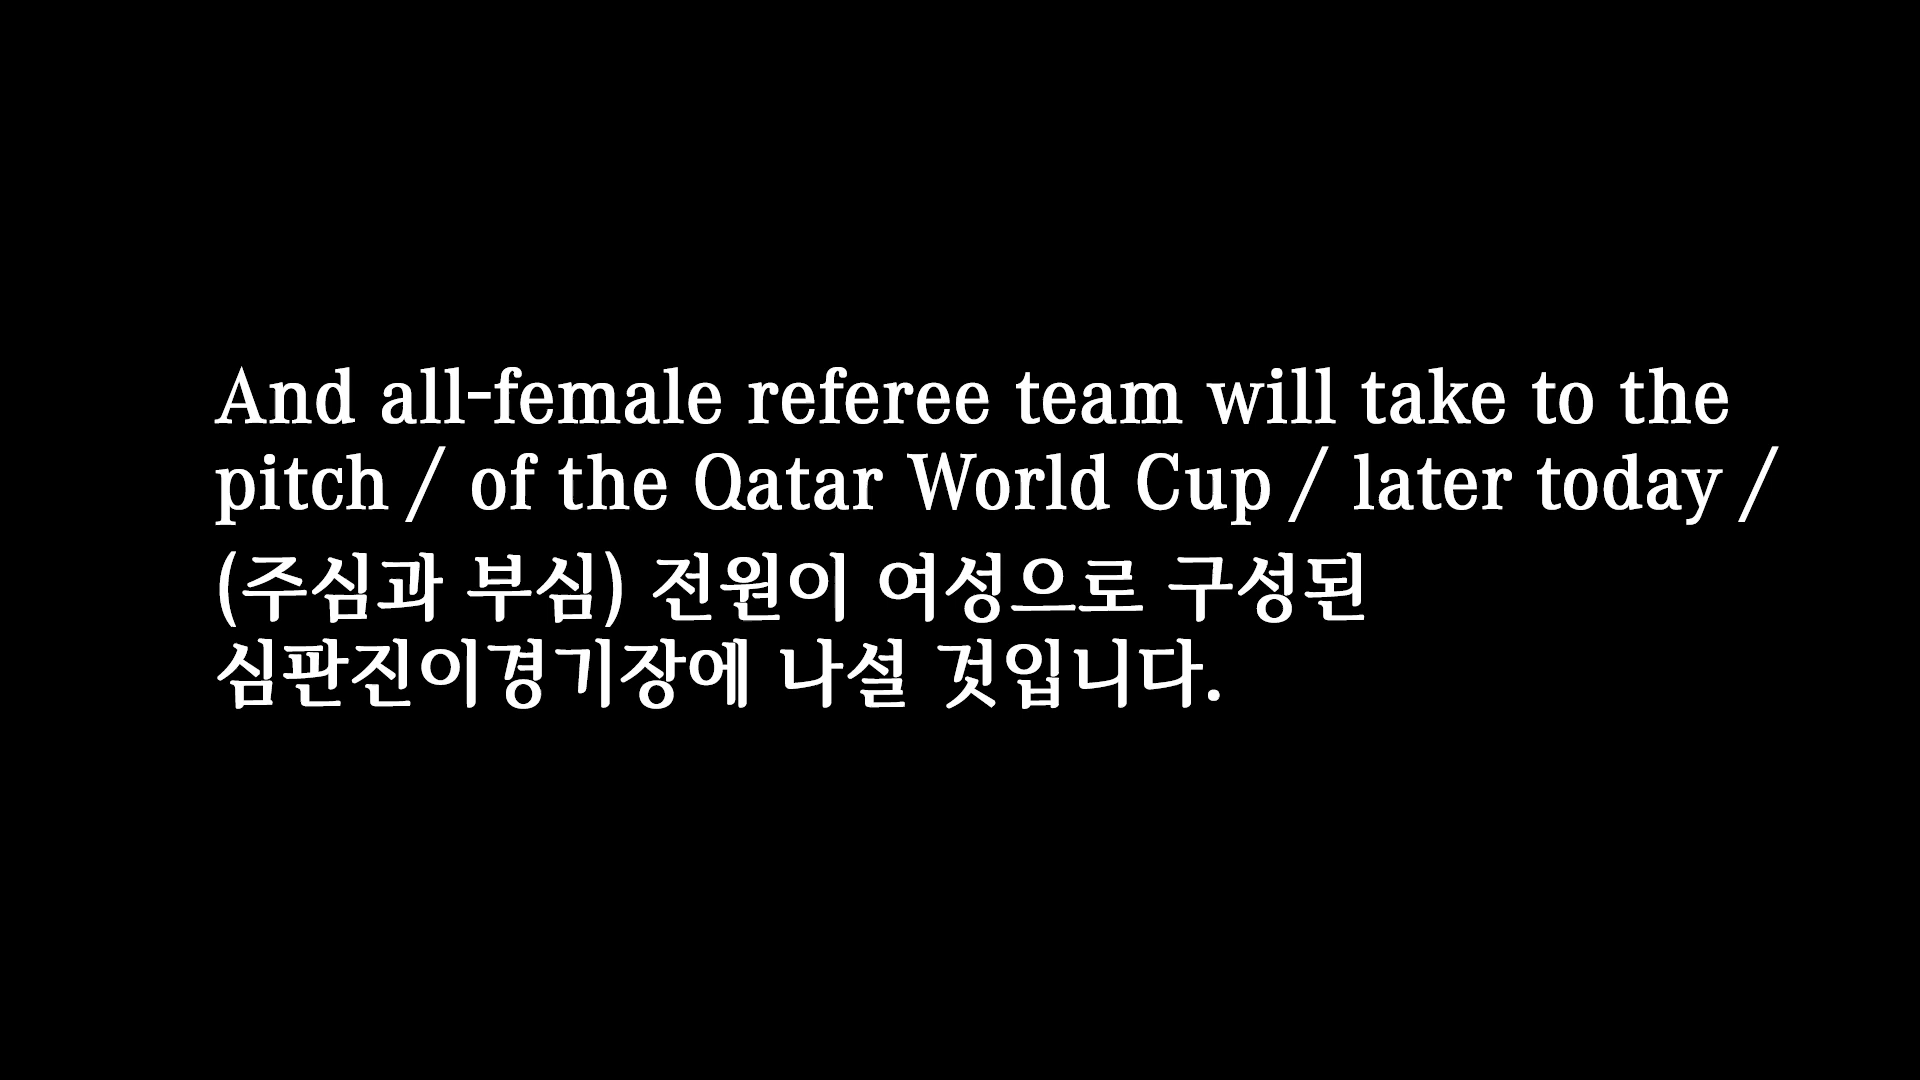 And all-female referee team will take to the
pitch / of the Qatar World Cup / later today /
(주심과 부심) 전원이 여성으로 구성된
심판진이경기장에 나설 것입니다.